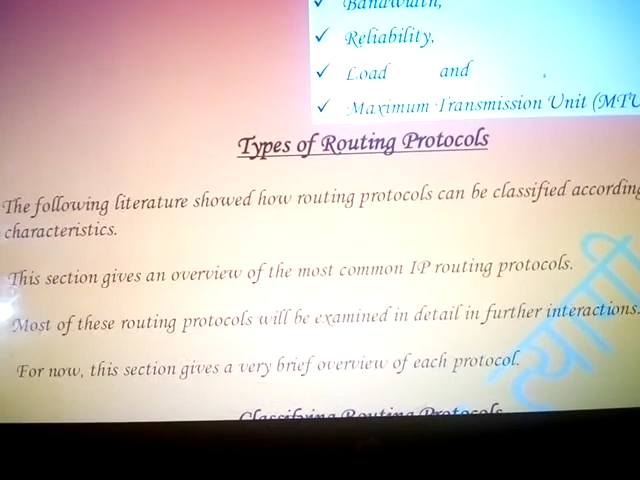 Bandwidth,
✓ Reliability,
✓ Load and
✓ Maximum Transmission Unit (MTU
Types of Routing Protocols
The following literature showed how routing protocols can be classified according
characteristics.
This section gives an overview of the most common IP routing protocols.
Most of these routing protocols will be examined in detail in further interactions.
For now, this section gives a very brief overview of each protocol.
त्यागी
Classifying Routing Protocols